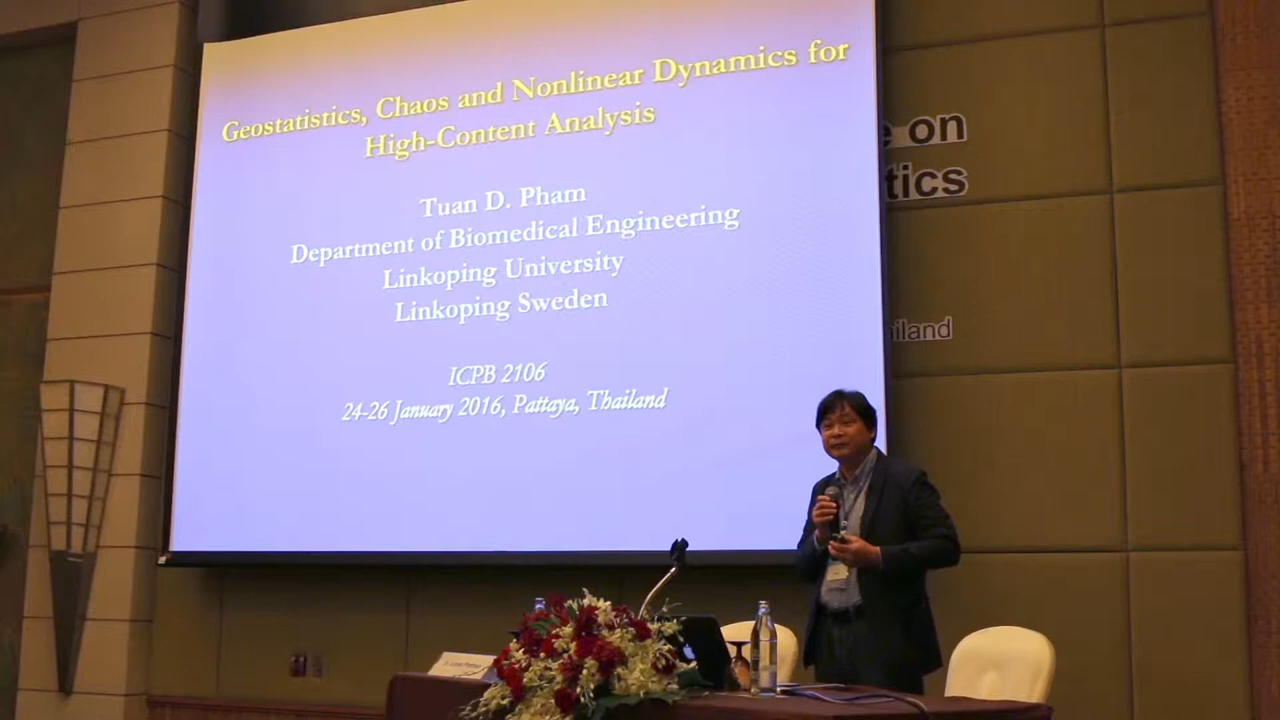 Geostatistics, Chaos and Nonlinear Dynamics for
High-Content Analysis
Tuan D. Pham
Department of Biomedical Engineering
Linkoping University
Linkoping Sweden
ICPB 2106
24-26 January 2016, Pattaya, Thailand
e on
tics
ailand